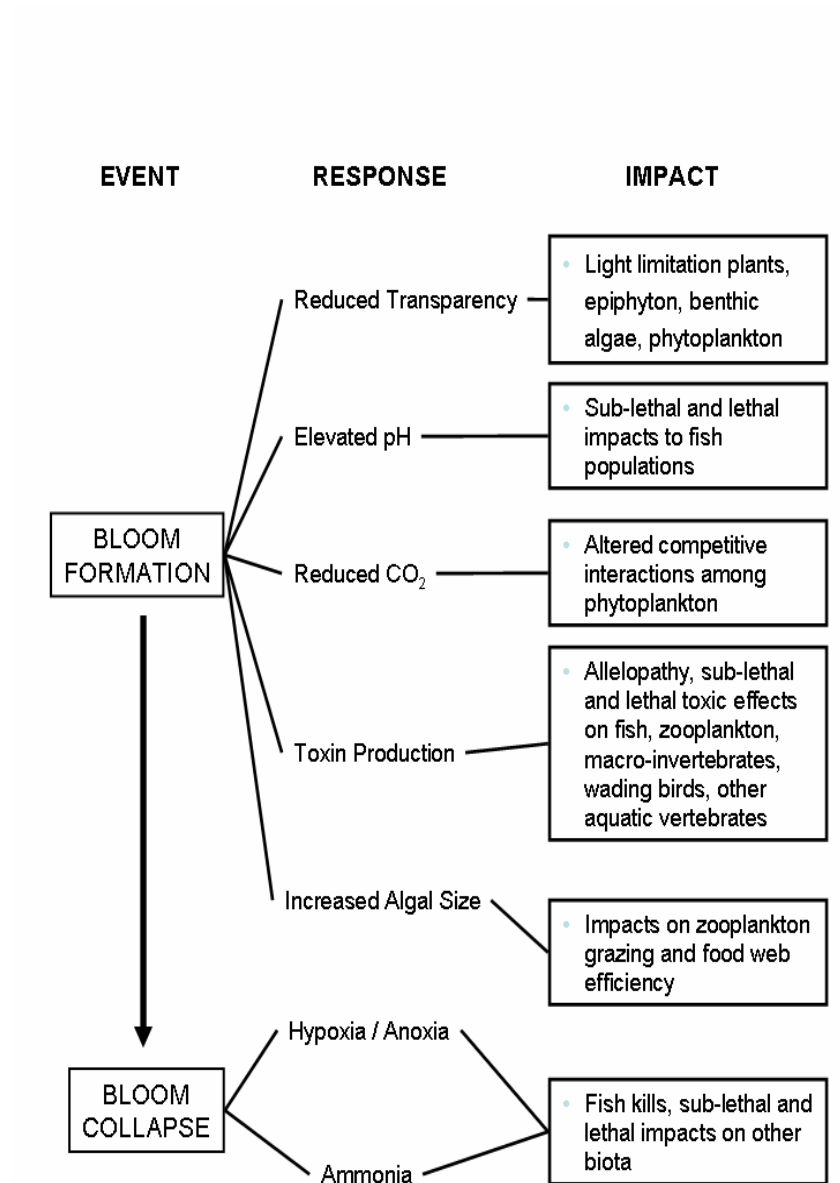 EVENT RESPONSE IMPACT
Reduced Transparency
• Light limitation plants,
epiphyton, benthic
algae, phytoplankton
Elevated pH
• Sub-lethal and lethal
impacts to fish
populations
BLOOM
FORMATION
Reduced CO₂
• Altered competitive
interactions among
phytoplankton
Toxin Production
• Allelopathy, sub-lethal
and lethal toxic effects
on fish, zooplankton,
macro-invertebrates,
wading birds, other
aquatic vertebrates
Increased Algal Size
• Impacts on zooplankton
grazing and food web
efficiency
BLOOM
COLLAPSE
Hypoxia / Anoxia
Ammonia
• Fish kills, sub-lethal and
lethal impacts on other
biota